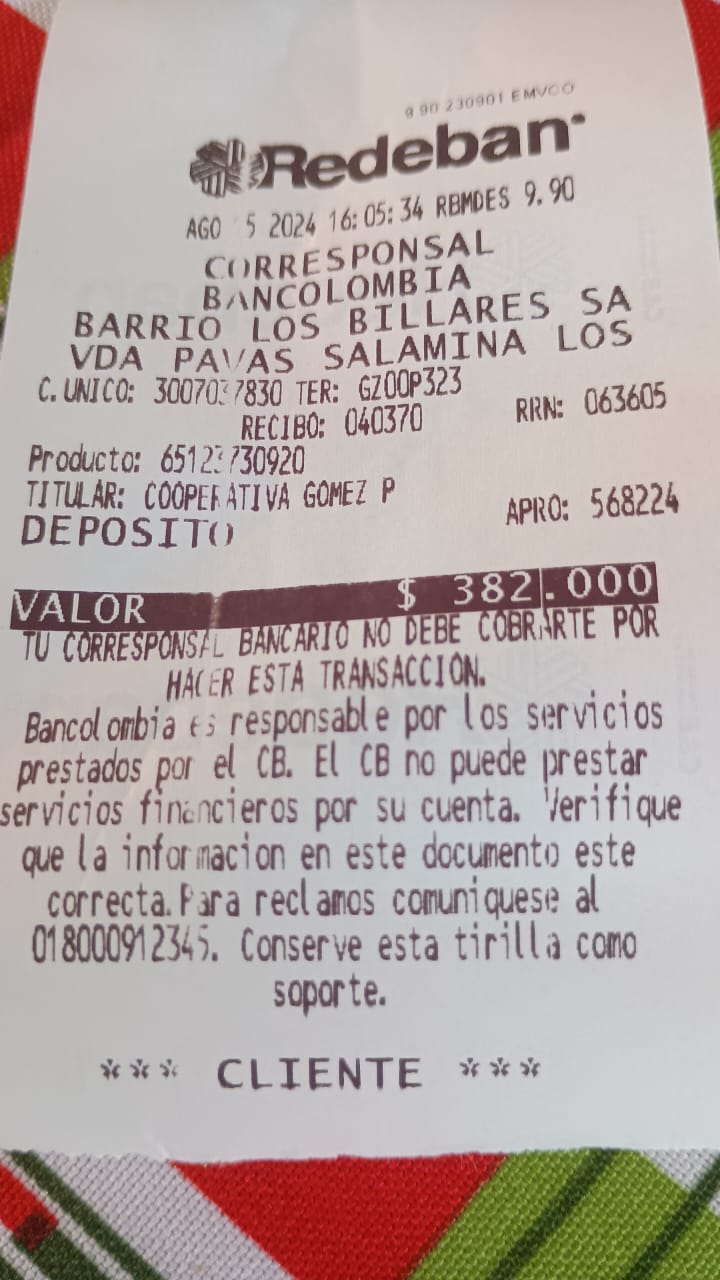 9 90 230901 EMVCO
Redeban
AGO 5 2024 16:05:34 RBMDES 9.90
CORRESPONSAL
BANCOLOMBIA
BARRIO LOS BILLARES SA
VDA PAVAS SALAMINA LOS
C. UNICO: 3007037830 TER: GZ00P323
RECIBO: 040370 RRN: 063605
Producto: 65123730920
TITULAR: COOPERATIVA GOMEZ P
DEPOSITO APRO: 568224
VALOR $ 382.000
TU CORRESPONSAL BANCARIO NO DEBE COBRARTE POR
HACER ESTA TRANSACCION.
Bancolombia es responsable por los servicios
prestados por el CB. El CB no puede prestar
servicios financieros por su cuenta. Verifique
que la informacion en este documento este
correcta.Para reclamos comuniquese al
018000912345. Conserve esta tirilla como
soporte.
*** CLIENTE ***